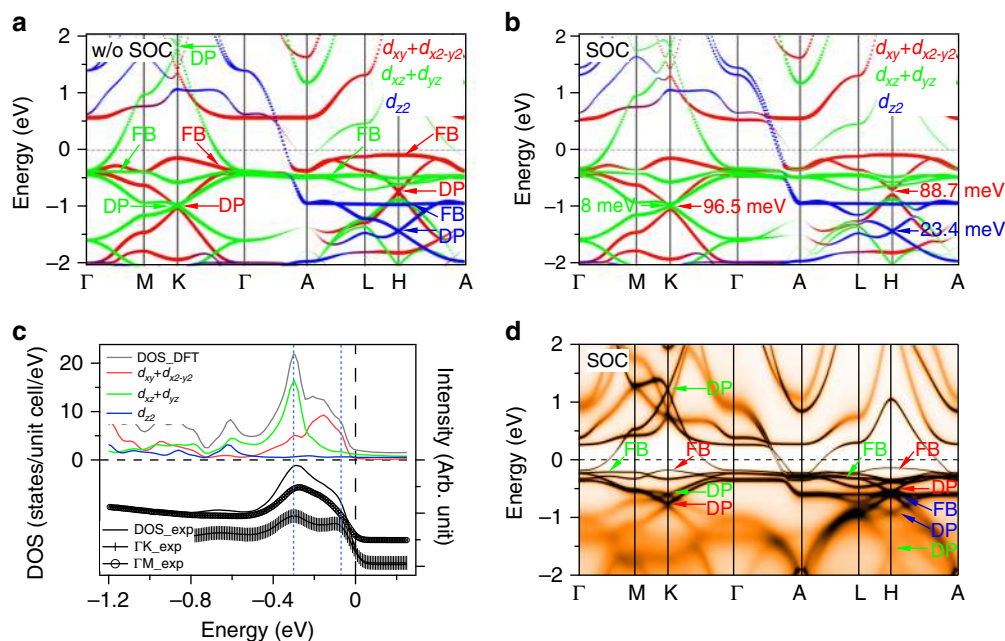 a
w/o SOC
2
1
0
−1
−2
Energy (eV)
DP
dxy+dx2-y2
dxz+dyz
dz2
FB
FB
FB
FB
DP
DP
DP
FB
DP
Γ M K Γ A L H A
b
SOC
2
1
0
−1
−2
Energy (eV)
dxy+dx2-y2
dxz+dyz
dz2
8 meV
96.5 meV
88.7 meV
23.4 meV
Γ M K Γ A L H A
c
20
10
0
DOS (states/unit cell/eV)
Intensity (Arb. unit)
DOS_DFT
dxy+dx2-y2
dxz+dyz
dz2
DOS_exp
ΓK_exp
ΓM_exp
−1.2 −0.8 −0.4 0
Energy (eV)
d
SOC
2
1
0
−1
−2
Energy (eV)
DP
FB
FB
FB
FB
DP
DP
DP
FB
DP
DP
Γ M K Γ A L H A